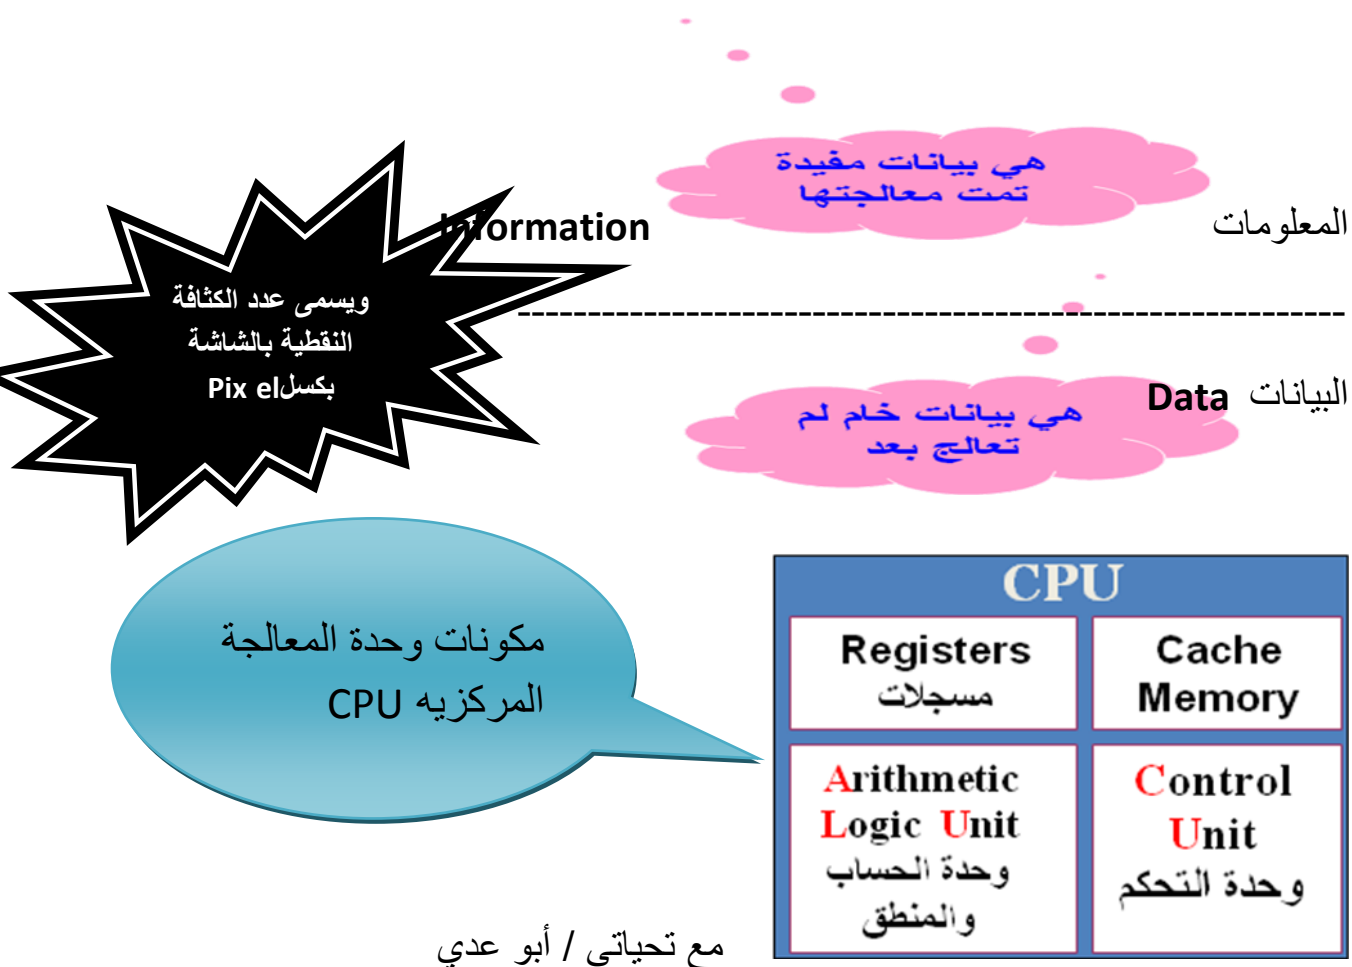 هي بيانات مفيدة
تمت معالجتها
المعلومات Information
ويسمى عدد الكثافة
النقطية بالشاشة
بكسلPix el
------------------------------------------------------------
البيانات Data
هي بيانات خام لم
تعالج بعد
مكونات وحدة المعالجة
المركزيه CPU
CPU
Registers
مسجلات
Cache
Memory
Arithmetic
Logic Unit
وحدة الحساب
والمنطق
Control
Unit
وحدة التحكم
مع تحياتي / أبو عدي